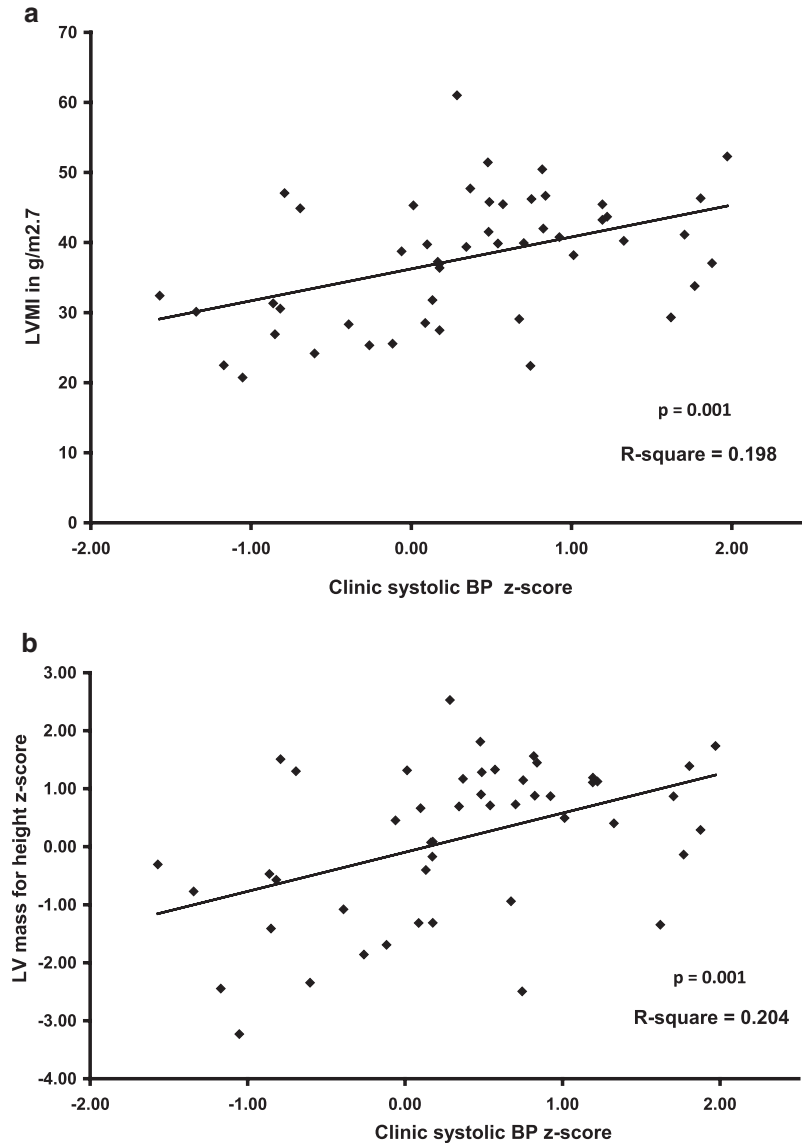 a
70
60
50
40
30
20
10
0
LVMI in g/m2.7
p = 0.001
R-square = 0.198
-2.00 -1.00 0.00 1.00 2.00
Clinic systolic BP z-score
b
3.00
2.00
1.00
0.00
-1.00
-2.00
-3.00
-4.00
LV mass for height z-score
p = 0.001
R-square = 0.204
-2.00 -1.00 0.00 1.00 2.00
Clinic systolic BP z-score